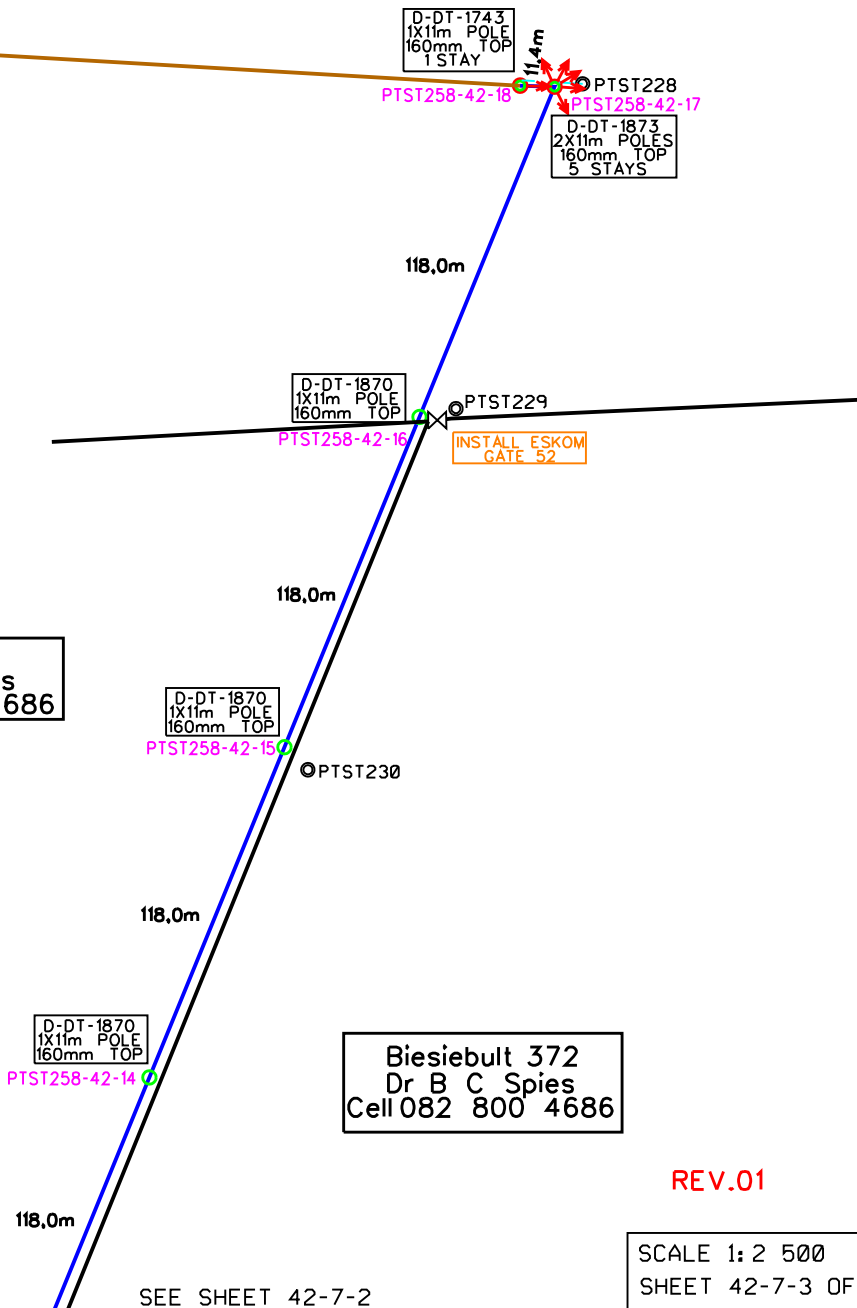 D-DT-1743
1X11m POLE
160mm TOP
1 STAY
11,4m
PTST258-42-18
PTST228
PTST258-42-17
D-DT-1873
2X11m POLES
160mm TOP
5 STAYS
118,0m
D-DT-1870
1X11m POLE
160mm TOP
PTST229
PTST258-42-16
INSTALL ESKOM
GATE 52
118,0m
s
686
D-DT-1870
1X11m POLE
160mm TOP
PTST258-42-15
PTST230
118,0m
D-DT-1870
1X11m POLE
160mm TOP
PTST258-42-14
Biesiebult 372
Dr B C Spies
Cell 082 800 4686
REV.01
118,0m
SCALE 1:2 500
SHEET 42-7-3 OF
SEE SHEET 42-7-2